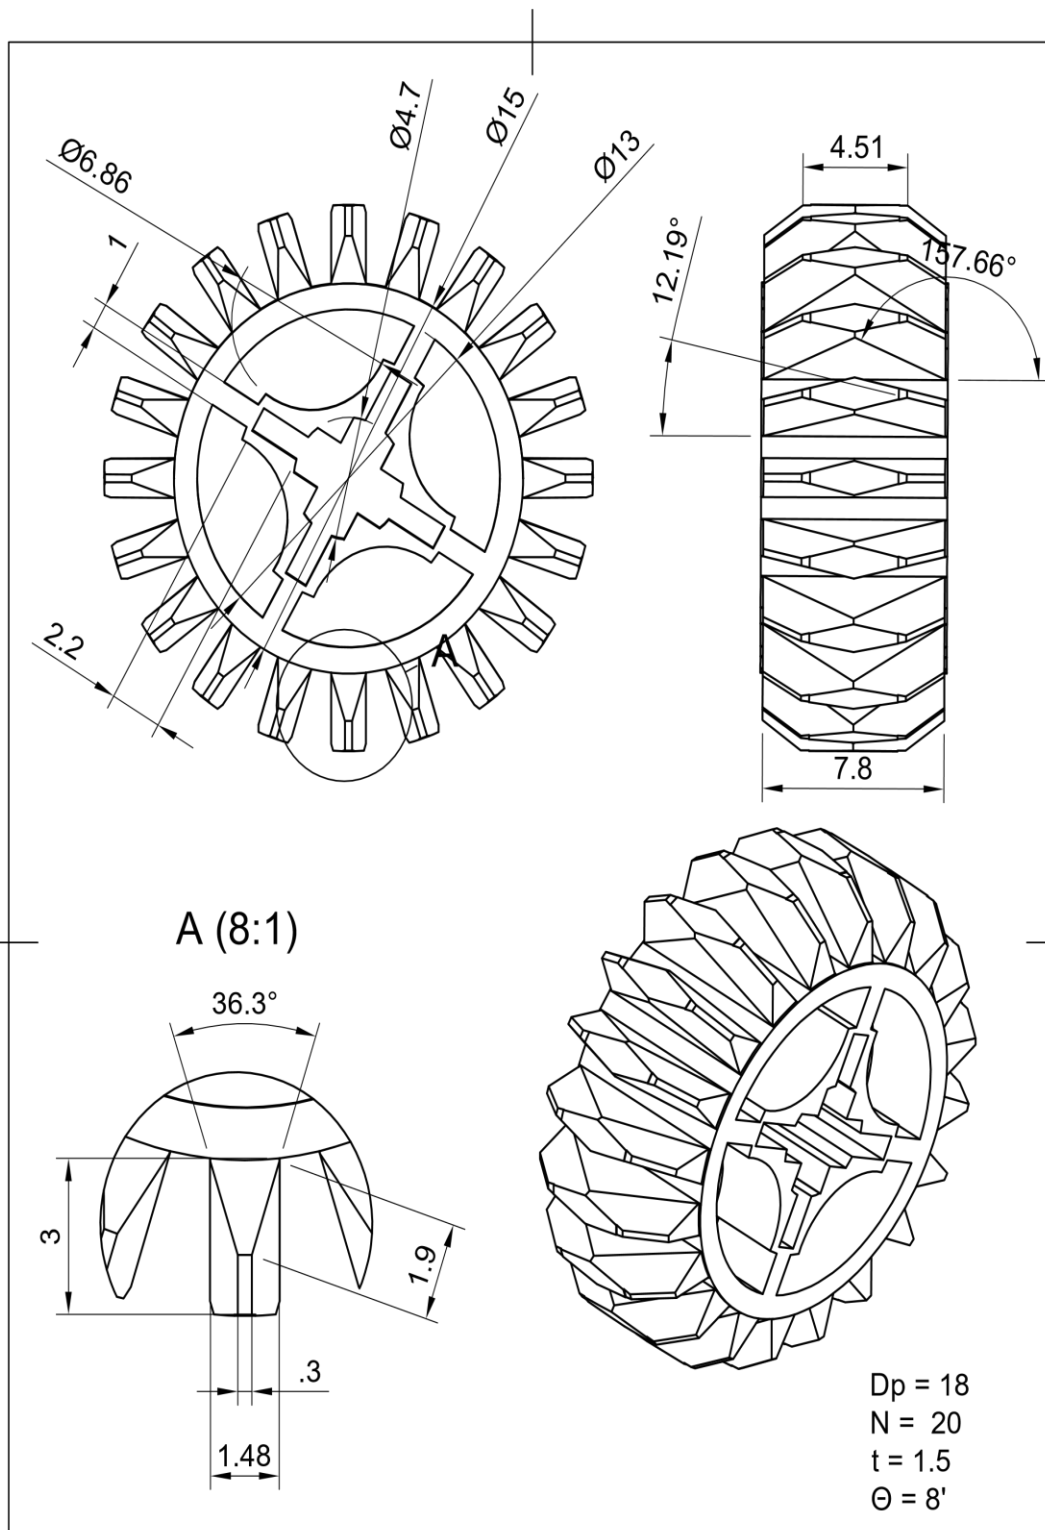 Ø6.86
Ø4.7
Ø15
Ø13
1
2.2
A
4.51
12.19°
157.66°
7.8
A (8:1)
36.3°
3
1.9
.3
1.48
Dp = 18
N = 20
t = 1.5
Θ = 8'